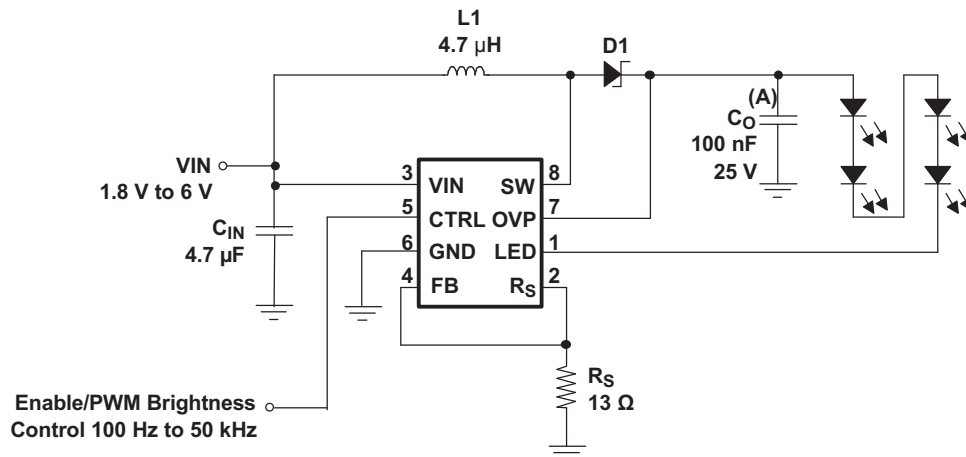 L1
4.7 µH
D1
(A)
CO
100 nF
25 V
VIN
1.8 V to 6 V
3 VIN SW 8
5 CTRL OVP 7
6 GND LED 1
4 FB RS 2
CIN
4.7 µF
RS
13 Ω
Enable/PWM Brightness
Control 100 Hz to 50 kHz